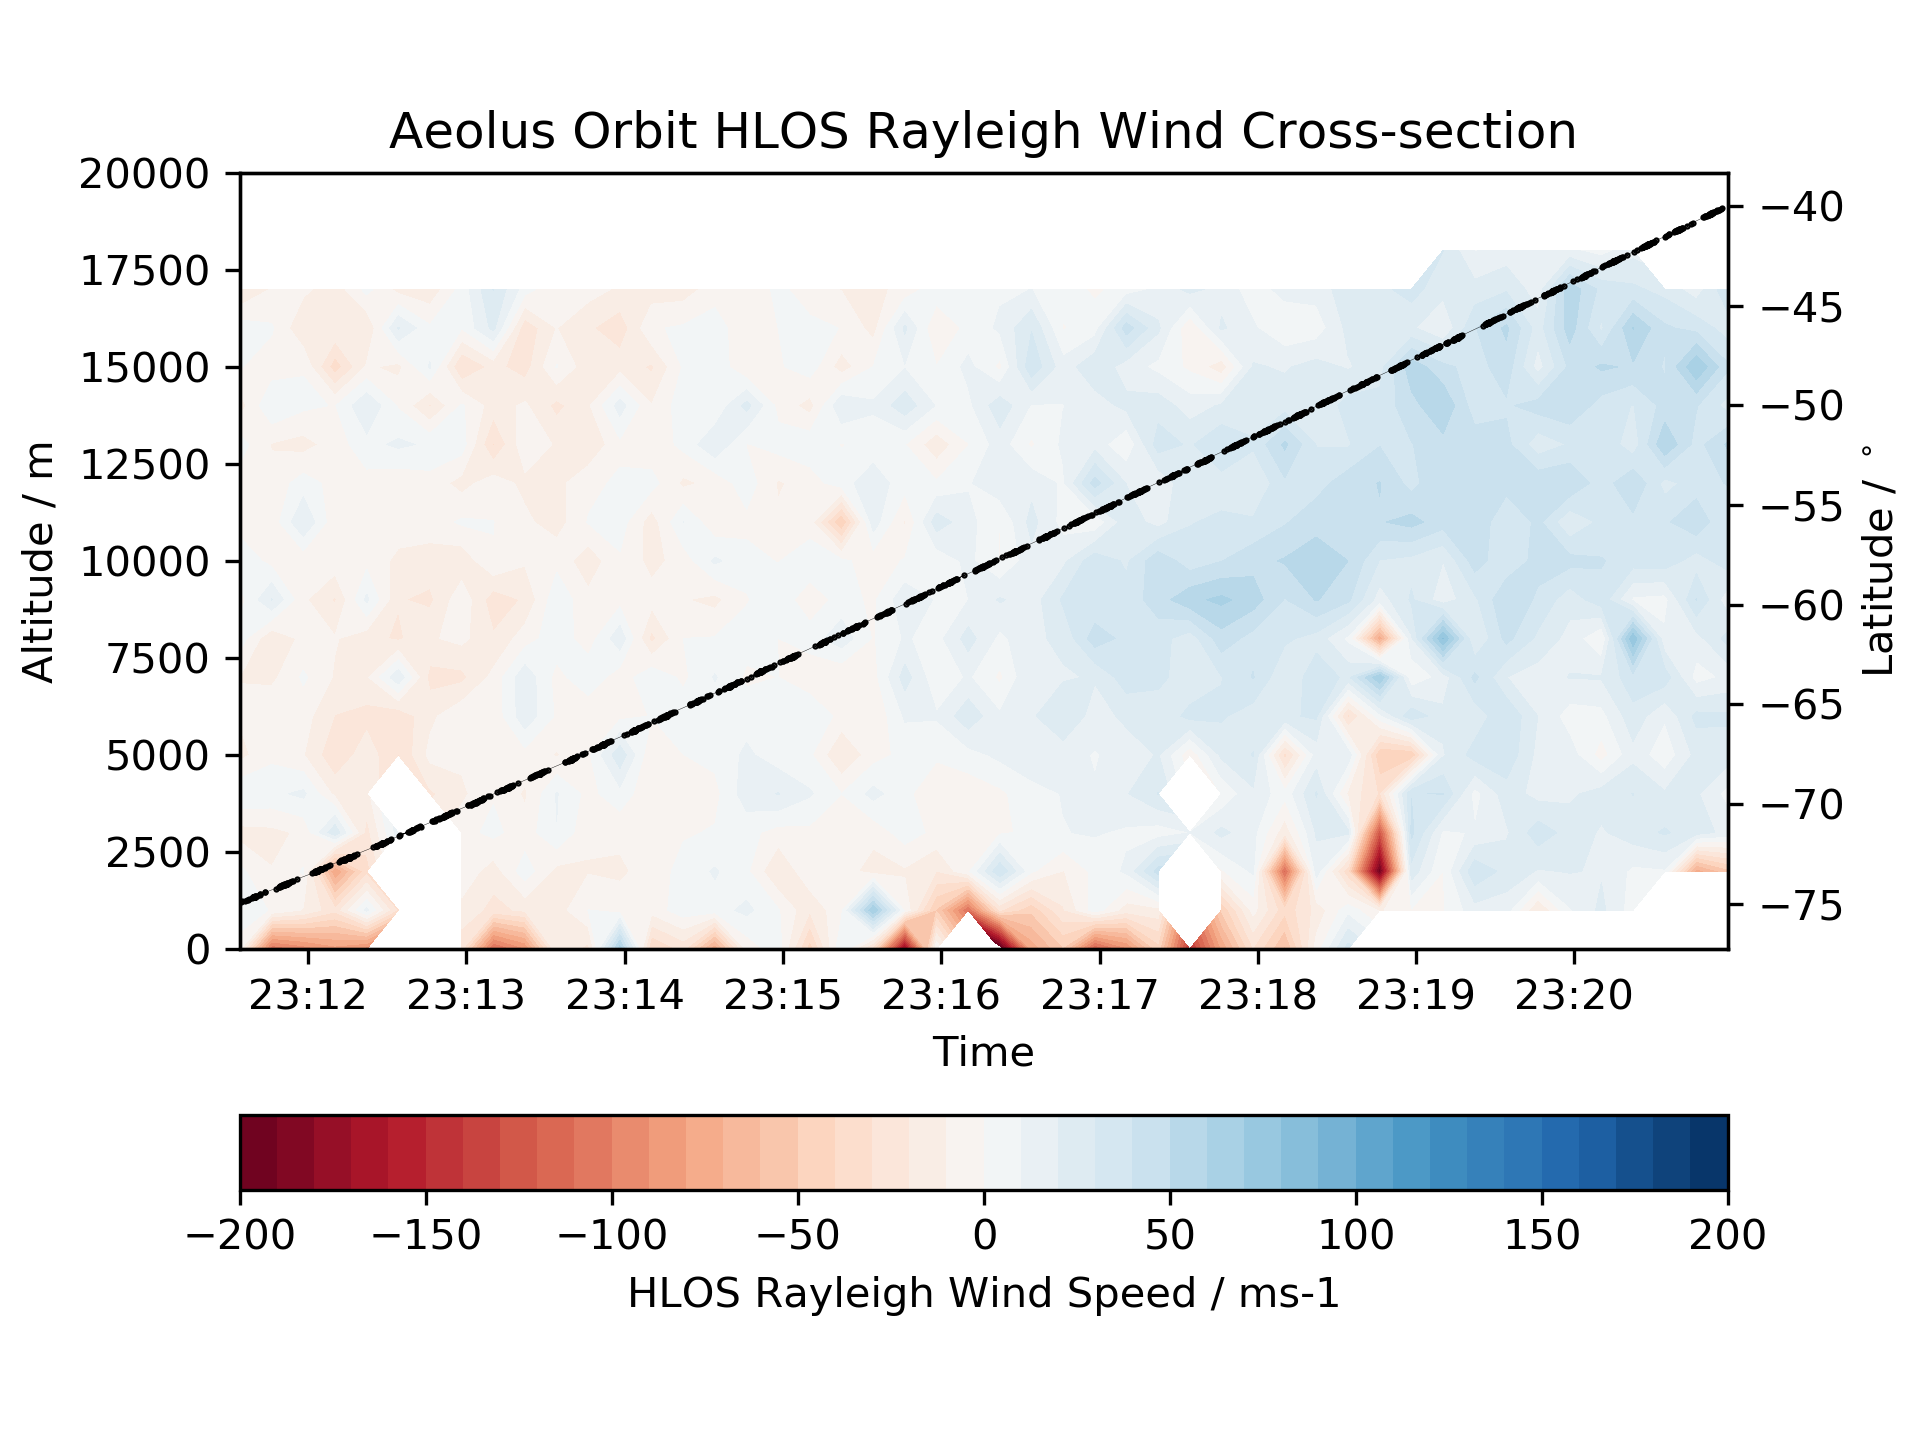 Aeolus Orbit HLOS Rayleigh Wind Cross-section
20000
17500
15000
12500
10000
7500
5000
2500
0
Altitude / m
−40
−45
−50
−55
−60
−65
−70
−75
Latitude / °
23:12 23:13 23:14 23:15 23:16 23:17 23:18 23:19 23:20
Time
−200 −150 −100 −50 0 50 100 150 200
HLOS Rayleigh Wind Speed / ms-1